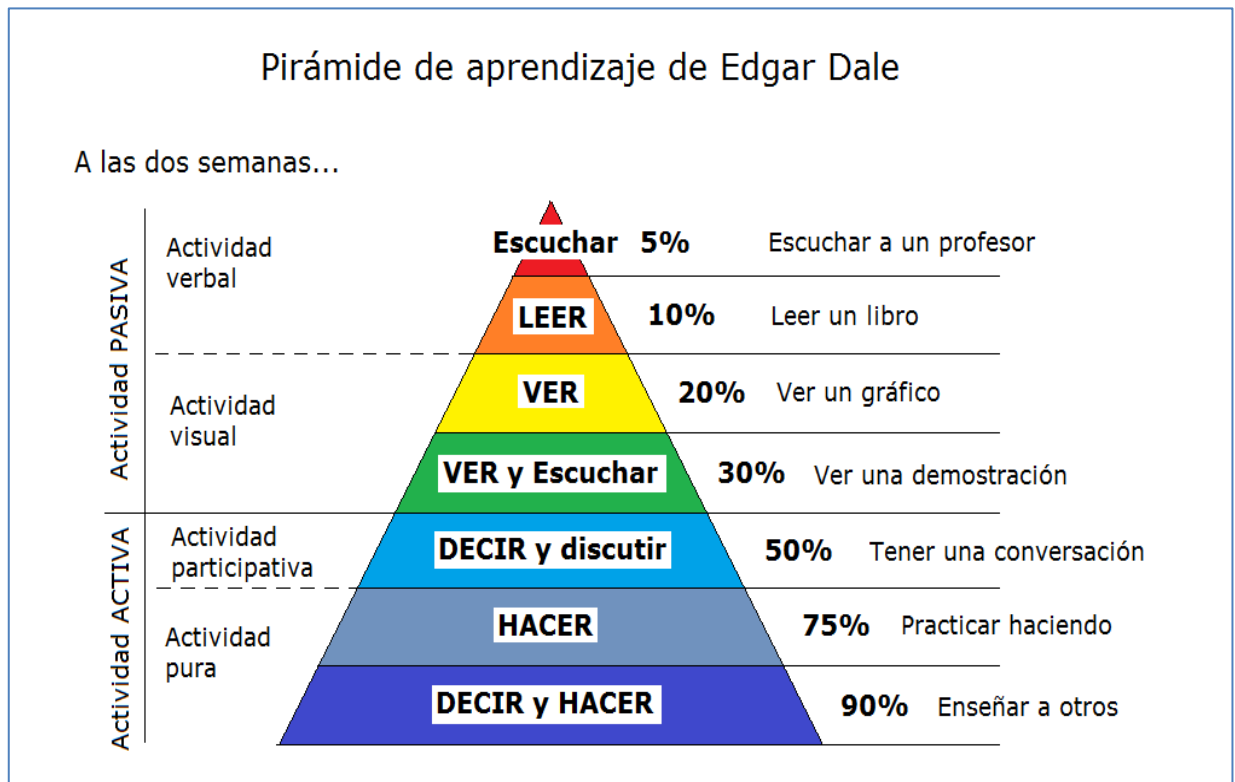 Pirámide de aprendizaje de Edgar Dale
A las dos semanas...
Actividad PASIVA
Actividad
verbal
Escuchar 5% Escuchar a un profesor
LEER 10% Leer un libro
Actividad
visual
VER 20% Ver un gráfico
VER y Escuchar 30% Ver una demostración
Actividad ACTIVA
Actividad
participativa
DECIR y discutir 50% Tener una conversación
Actividad
pura
HACER 75% Practicar haciendo
DECIR y HACER 90% Enseñar a otros